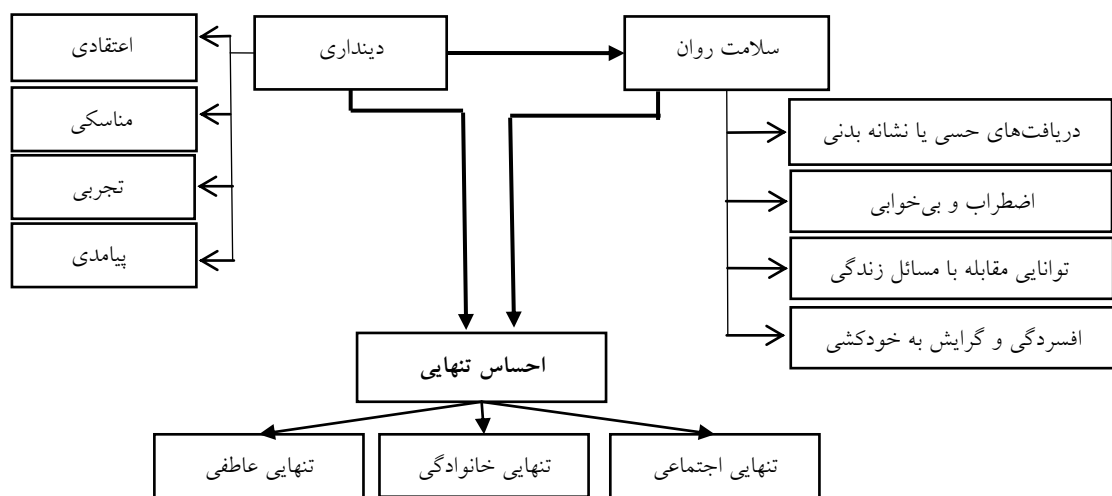 سلامت روان
دینداری
اعتقادی
مناسکی
تجربی
پیامدی
دریافت‌های حسی یا نشانه بدنی
اضطراب و بی‌خوابی
توانایی مقابله با مسائل زندگی
افسردگی و گرایش به خودکشی
احساس تنهایی
تنهایی اجتماعی
تنهایی خانوادگی
تنهایی عاطفی